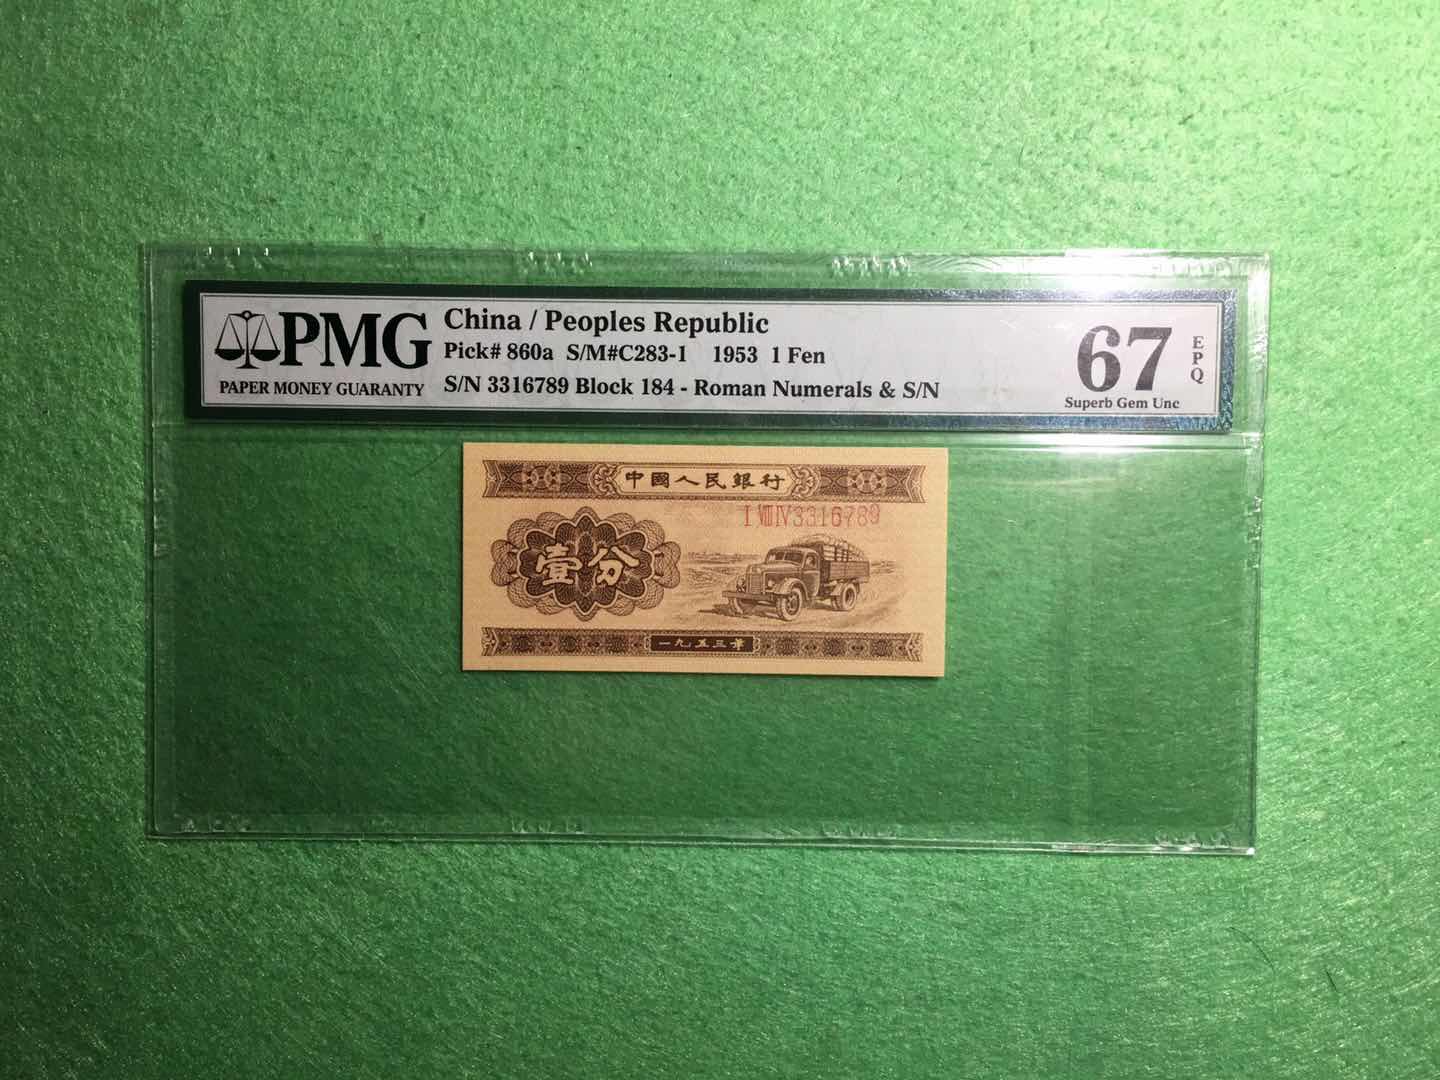 PMG
PAPER MONEY GUARANTY
China / Peoples Republic
Pick# 860a S/M#C283-1 1953 1 Fen
S/N 3316789 Block 184 - Roman Numerals & S/N
67
EPQ
Superb Gem Unc
中國人民銀行
I VIII IV 3316789
壹分
一九五三年